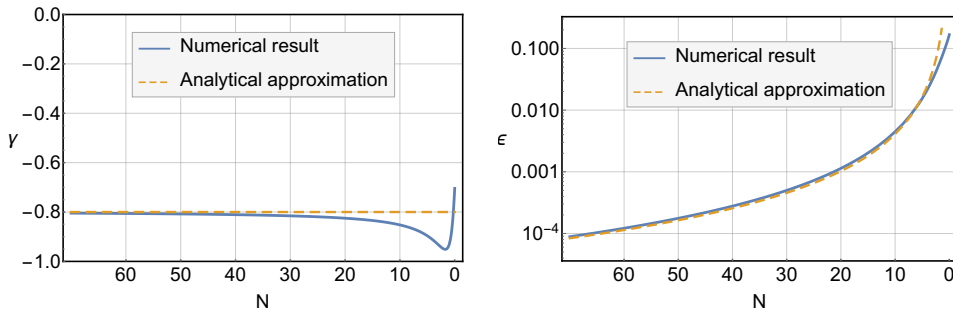 0.0
-0.2
-0.4
γ
-0.6
-0.8
-1.0
Numerical result
Analytical approximation
60 50 40 30 20 10 0
N
0.100
0.010
ϵ
0.001
10⁻⁴
Numerical result
Analytical approximation
60 50 40 30 20 10 0
N